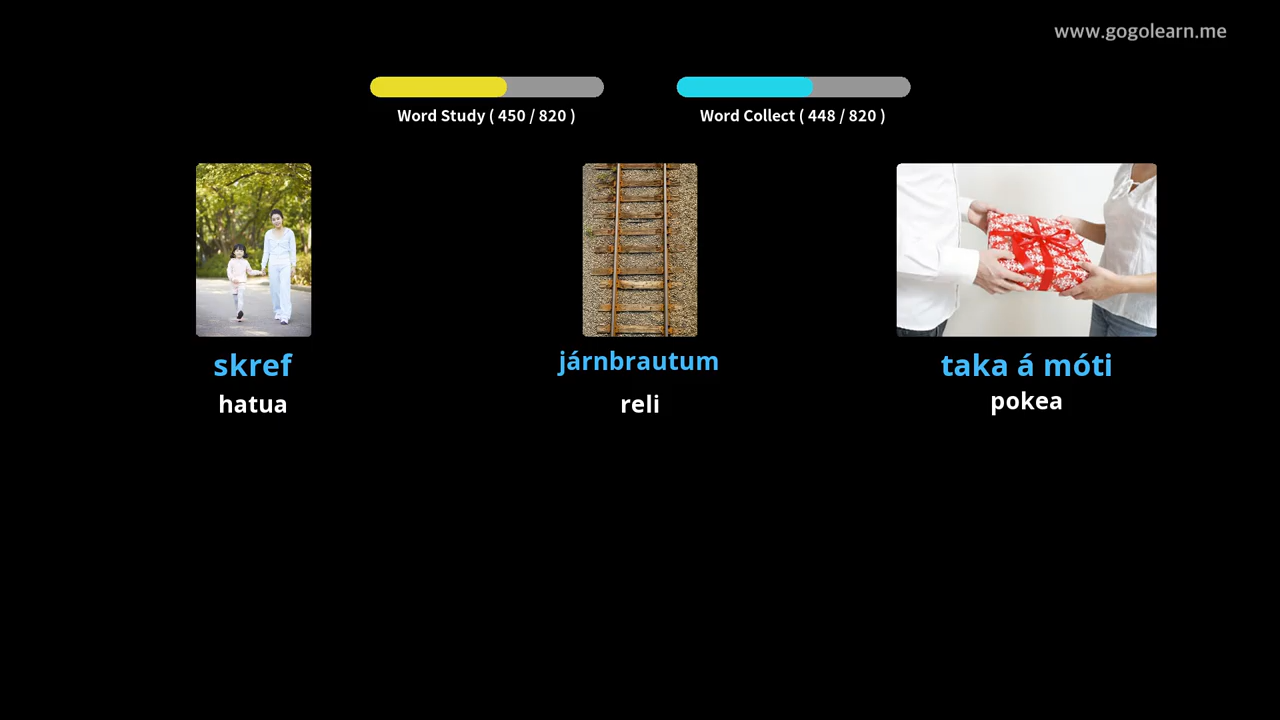 www.gogolearn.me
Word Study ( 450 / 820 )
Word Collect ( 448 / 820 )
skref
hatua
járnbrautum
reli
taka á móti
pokea